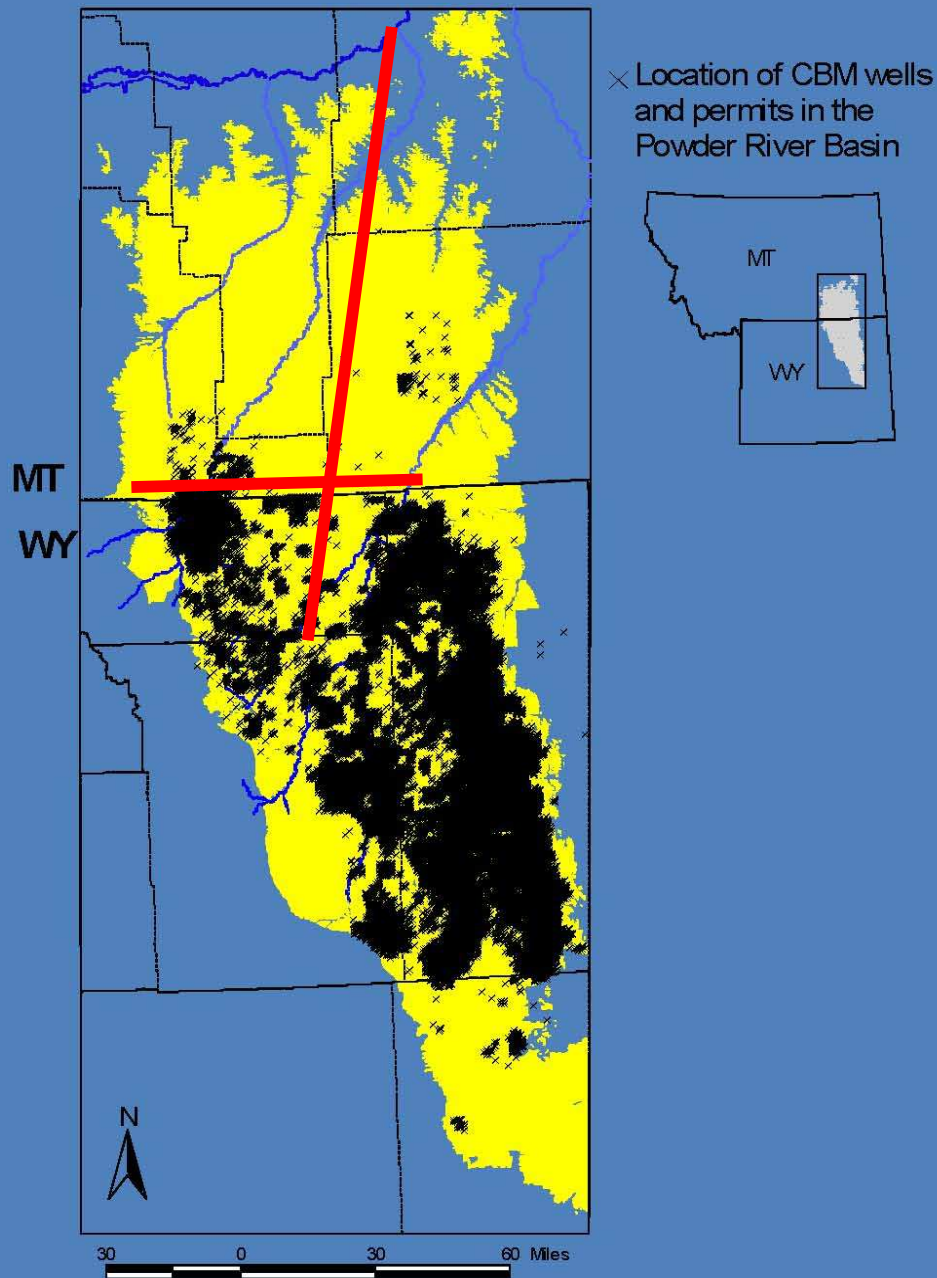 × Location of CBM wells
and permits in the
Powder River Basin
MT
WY
MT
WY
N
30 0 30 60 Miles